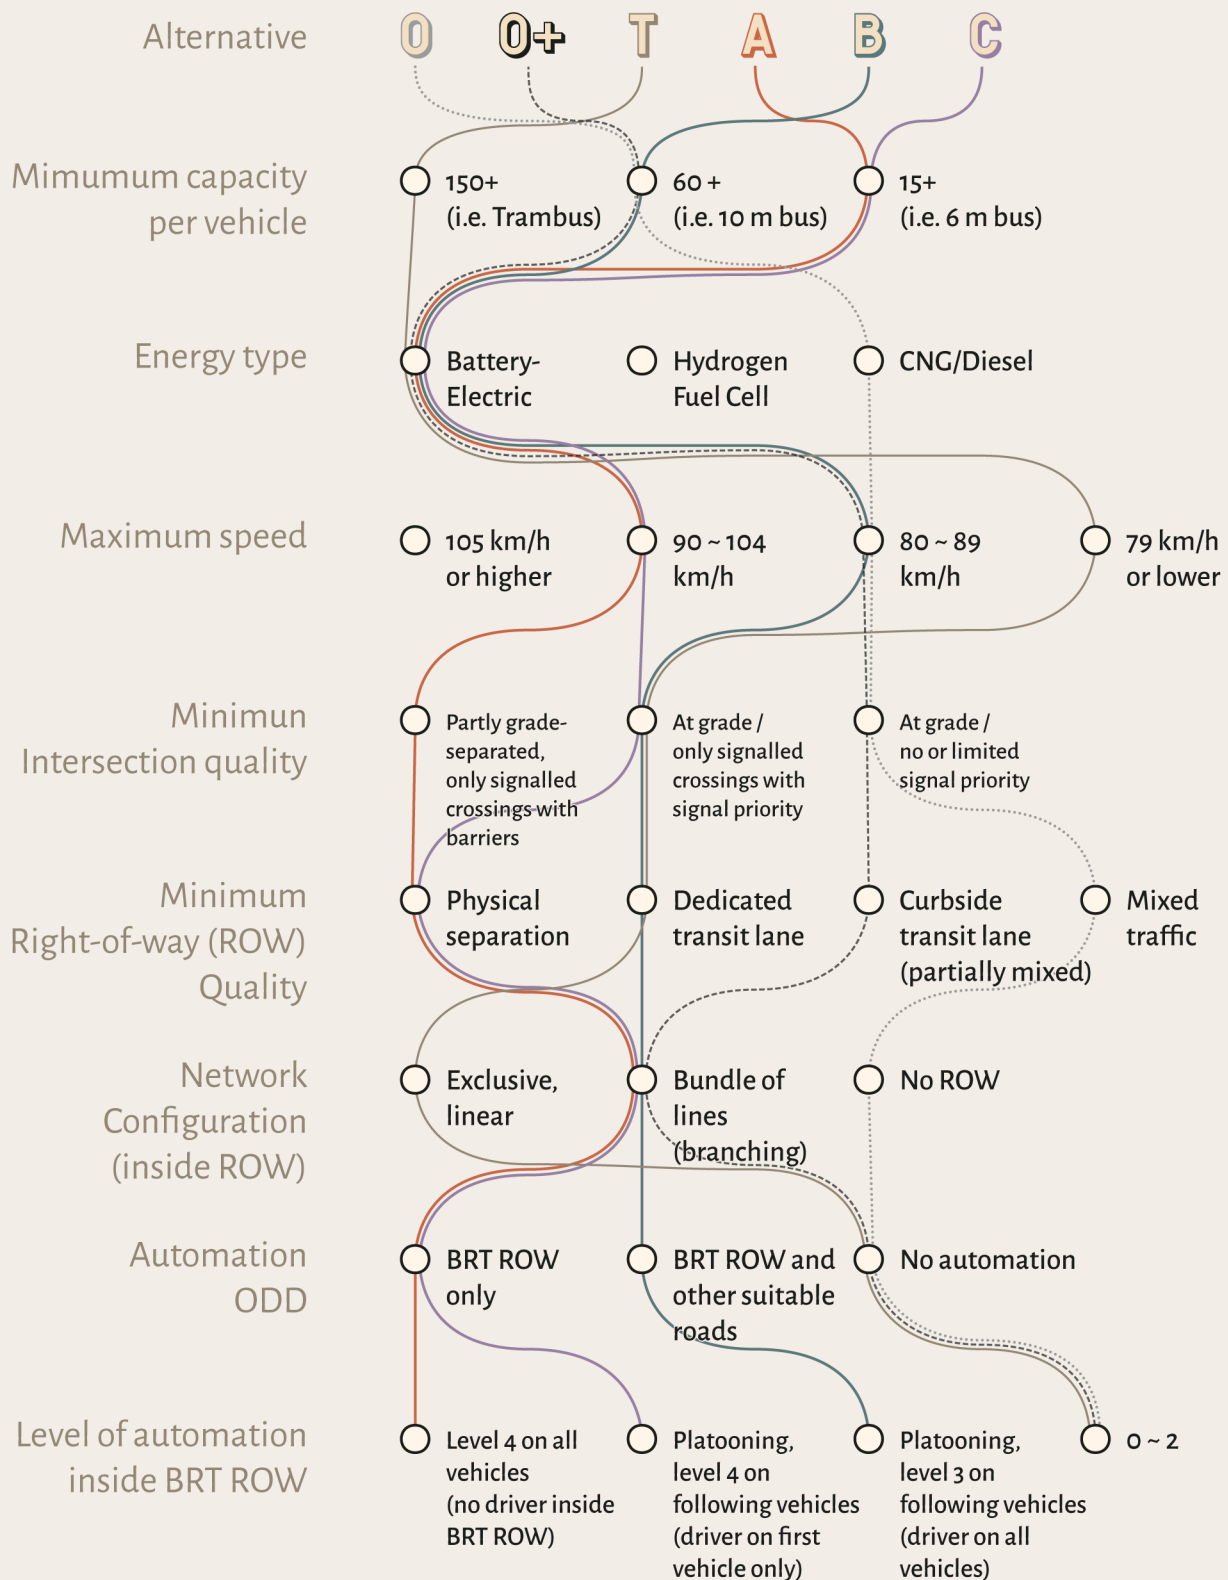 Alternative
O O+ T A B C
Mimumum capacity
per vehicle
150+
(i.e. Trambus)
60 +
(i.e. 10 m bus)
15+
(i.e. 6 m bus)
Energy type
Battery-
Electric
Hydrogen
Fuel Cell
CNG/Diesel
Maximum speed
105 km/h
or higher
90 ~ 104
km/h
80 ~ 89
km/h
79 km/h
or lower
Minimun
Intersection quality
Partly grade-
separated,
only signalled
crossings with
barriers
At grade /
only signalled
crossings with
signal priority
At grade /
no or limited
signal priority
Minimum
Right-of-way (ROW)
Quality
Physical
separation
Dedicated
transit lane
Curbside
transit lane
(partially mixed)
Mixed
traffic
Network
Configuration
(inside ROW)
Exclusive,
linear
Bundle of
lines
(branching)
No ROW
Automation
ODD
BRT ROW
only
BRT ROW and
other suitable
roads
No automation
Level of automation
inside BRT ROW
Level 4 on all
vehicles
(no driver inside
BRT ROW)
Platooning,
level 4 on
following vehicles
(driver on first
vehicle only)
Platooning,
level 3 on
following vehicles
(driver on all
vehicles)
0 ~ 2